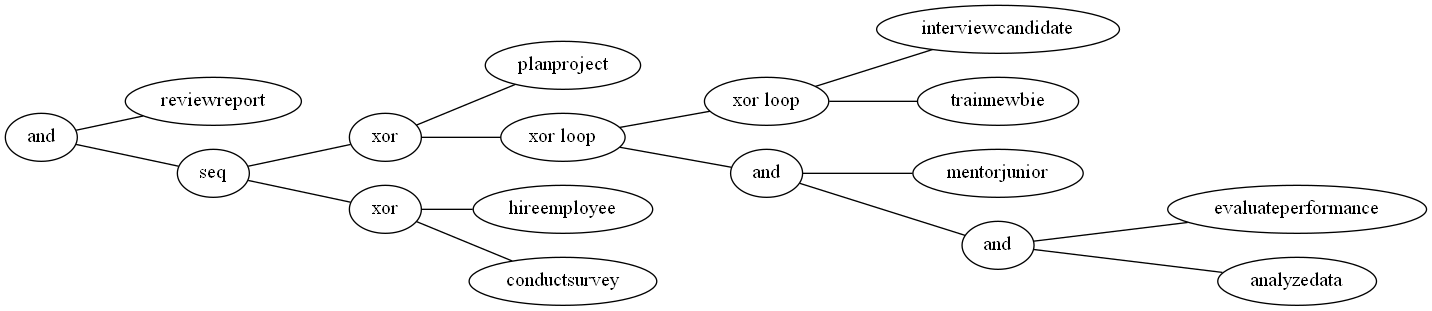 interviewcandidate
planproject
reviewreport
xor loop
trainnewbie
and
xor
xor loop
seq
and
mentorjunior
xor
hireemployee
evaluateperformance
and
conductsurvey
analyzedata